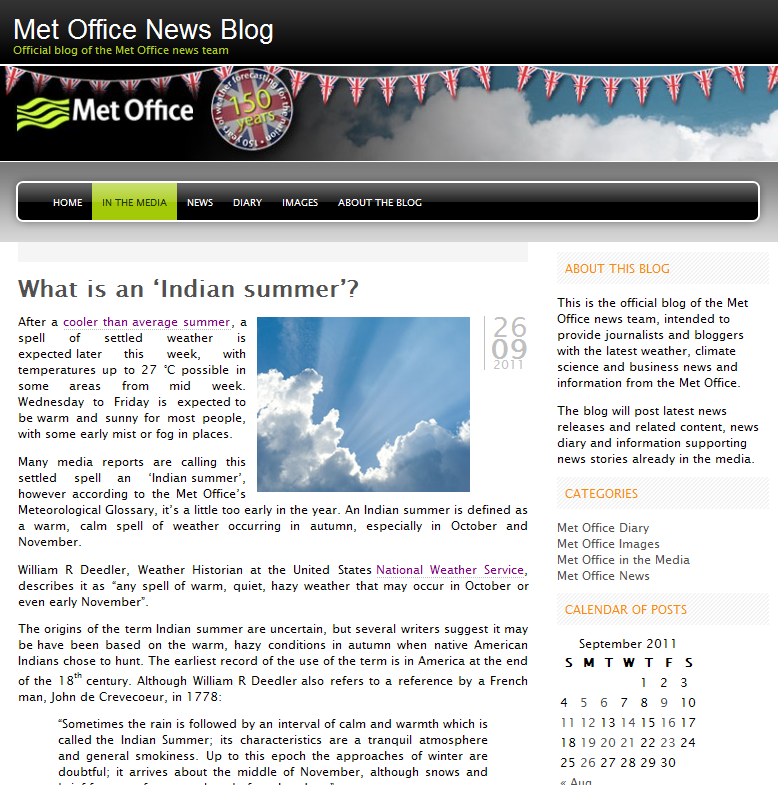 Met Office News Blog
Official blog of the Met Office news team
Met Office
150 years of weather forecasting for the nation
150
years
HOME IN THE MEDIA NEWS DIARY IMAGES ABOUT THE BLOG
What is an ‘Indian summer’?
26
09
2011
After a cooler than average summer, a
spell of settled weather is
expected later this week, with
temperatures up to 27 °C possible in
some areas from mid week.
Wednesday to Friday is expected to
be warm and sunny for most people,
with some early mist or fog in places.
Many media reports are calling this
settled spell an ‘Indian summer’,
however according to the Met Office’s
Meteorological Glossary, it’s a little too early in the year. An Indian summer is defined as
a warm, calm spell of weather occurring in autumn, especially in October and
November.
William R Deedler, Weather Historian at the United States National Weather Service,
describes it as “any spell of warm, quiet, hazy weather that may occur in October or
even early November”.
The origins of the term Indian summer are uncertain, but several writers suggest it may
be have been based on the warm, hazy conditions in autumn when native American
Indians chose to hunt. The earliest record of the use of the term is in America at the end
of the 18th century. Although William R Deedler also refers to a reference by a French
man, John de Crevecoeur, in 1778:
“Sometimes the rain is followed by an interval of calm and warmth which is
called the Indian Summer; its characteristics are a tranquil atmosphere
and general smokiness. Up to this epoch the approaches of winter are
doubtful; it arrives about the middle of November, although snows and
ABOUT THIS BLOG
This is the official blog of the Met
Office news team, intended to
provide journalists and bloggers
with the latest weather, climate
science and business news and
information from the Met Office.
The blog will post latest news
releases and related content, news
diary and information supporting
news stories already in the media.
CATEGORIES
Met Office Diary
Met Office Images
Met Office in the Media
Met Office News
CALENDAR OF POSTS
September 2011
S M T W T F S
1 2 3
4 5 6 7 8 9 10
11 12 13 14 15 16 17
18 19 20 21 22 23 24
25 26 27 28 29 30
« Aug